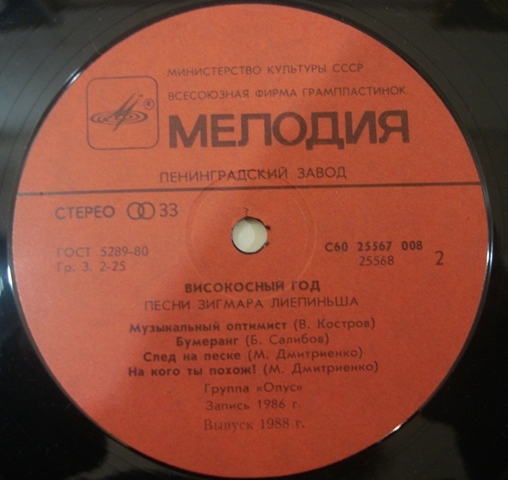 МИНИСТЕРСТВО КУЛЬТУРЫ СССР
ВСЕСОЮЗНАЯ ФИРМА ГРАМПЛАСТИНОК
® МЕЛОДИЯ
ЛЕНИНГРАДСКИЙ ЗАВОД
СТЕРЕО 33
ГОСТ 5289-80
Гр. 3. 2-25
С60 25567 008
25568 2
ВИСОКОСНЫЙ ГОД
ПЕСНИ ЗИГМАРА ЛИЕПИНЬША
Музыкальный оптимист (В. Костров)
Бумеранг (Б. Салибов)
След на песке (М. Дмитриенко)
На кого ты похож! (М. Дмитриенко)
Группа «Опус»
Запись 1986 г.
Выпуск 1988 г.